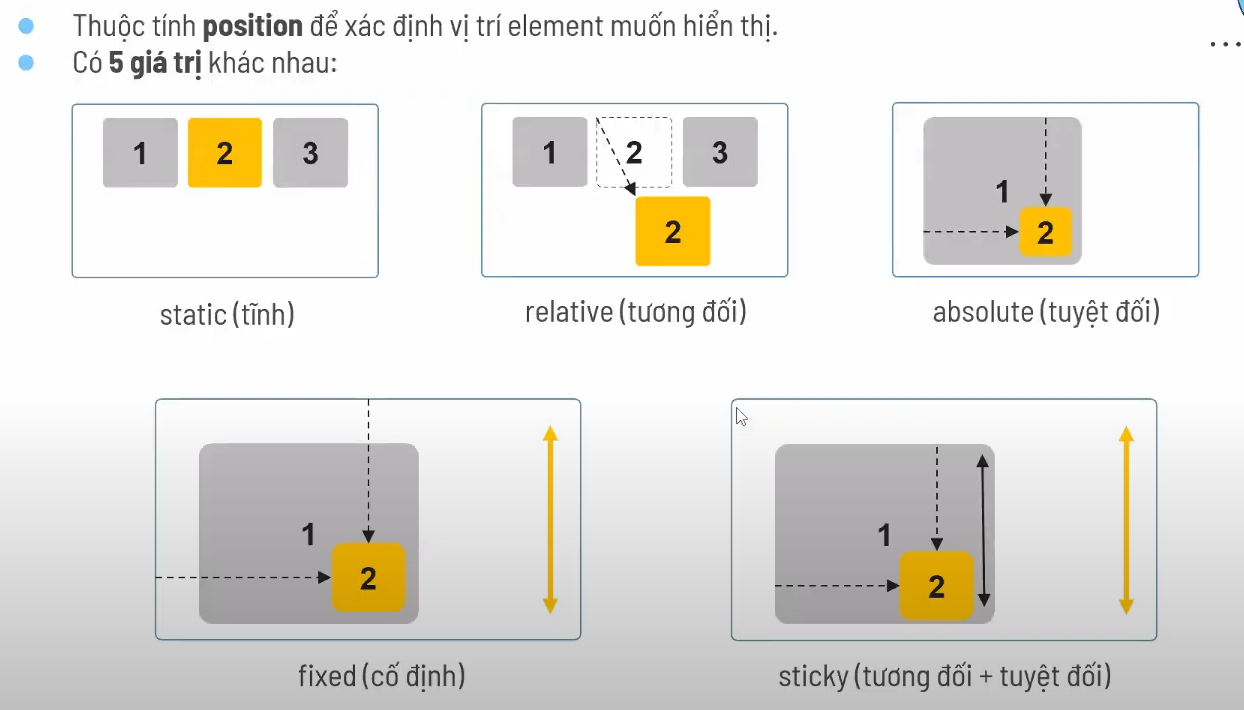 Thuộc tính position để xác định vị trí element muốn hiển thị.
Có 5 giá trị khác nhau:
1 2 3
1 2 3
2
1
2
static (tĩnh)
relative (tương đối)
absolute (tuyệt đối)
1
2
1
2
fixed (cố định)
sticky (tương đối + tuyệt đối)